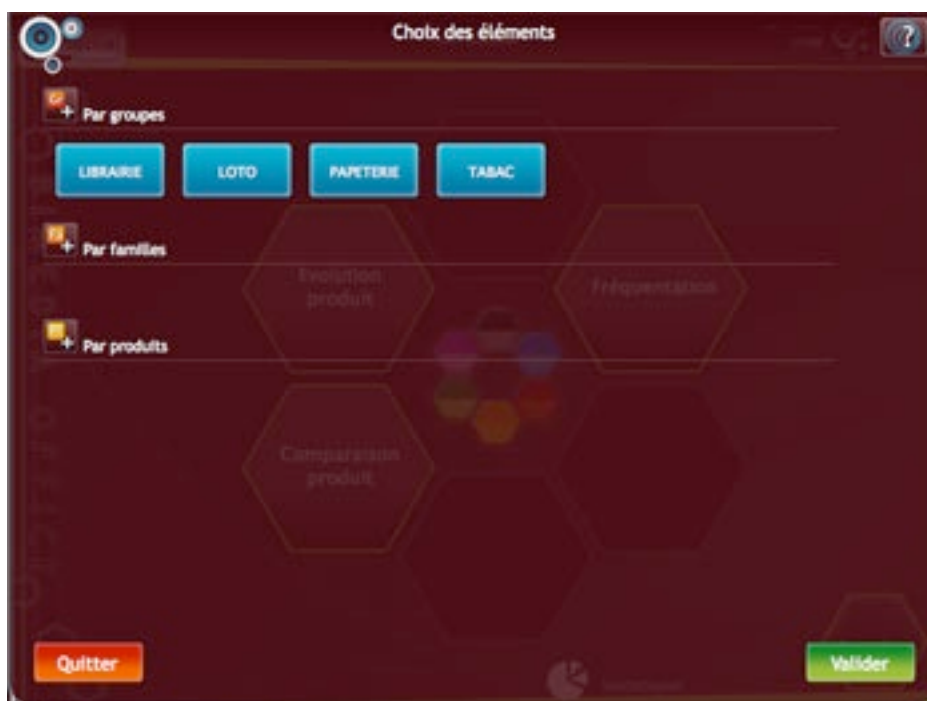 Choix des éléments
?
Par groupes
LIBRAIRIE
LOTO
PAPETERIE
TABAC
Par familles
Evolution
produit
Fréquentation
Par produits
Comparaison
produit
Quitter
Valider